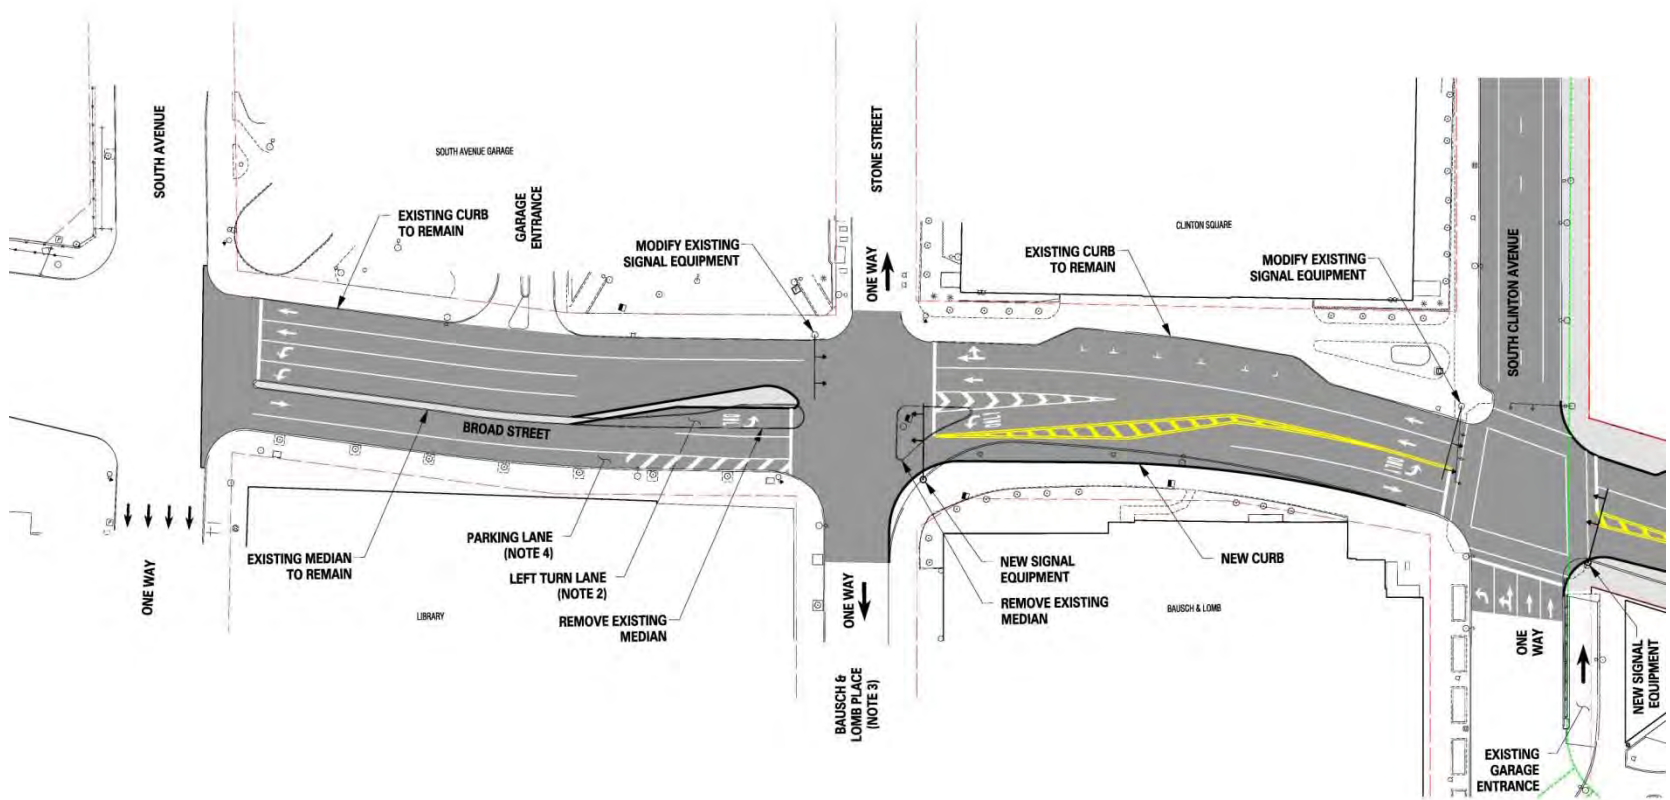 SOUTH AVENUE
SOUTH AVENUE GARAGE
EXISTING CURB
TO REMAIN
GARAGE
ENTRANCE
MODIFY EXISTING
SIGNAL EQUIPMENT
STONE STREET
ONE WAY
CLINTON SQUARE
EXISTING CURB
TO REMAIN
MODIFY EXISTING
SIGNAL EQUIPMENT
SOUTH CLINTON AVENUE
BROAD STREET
ONLY
ONLY
ONLY
EXISTING MEDIAN
TO REMAIN
ONE WAY
PARKING LANE
(NOTE 4)
LEFT TURN LANE
(NOTE 2)
REMOVE EXISTING
MEDIAN
LIBRARY
ONE WAY
BAUSCH &
LOMB PLACE
(NOTE 3)
NEW SIGNAL
EQUIPMENT
REMOVE EXISTING
MEDIAN
NEW CURB
BAUSCH & LOMB
ONE
WAY
NEW SIGNAL
EQUIPMENT
EXISTING
GARAGE
ENTRANCE